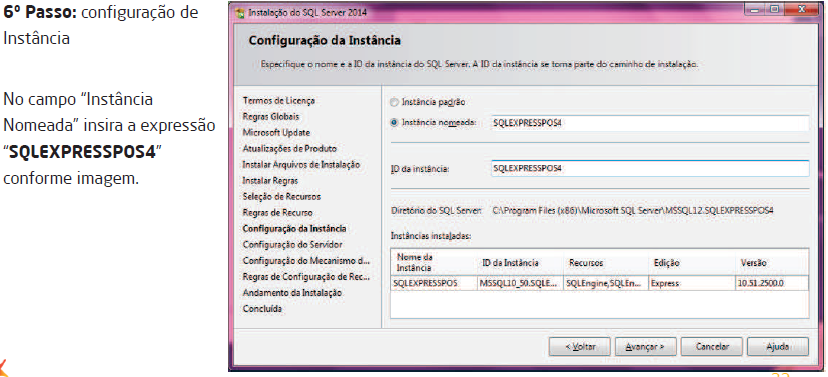 6º Passo: configuração de
Instância
No campo “Instância
Nomeada” insira a expressão
“SQLEXPRESSPOS4”
conforme imagem.
Instalação do SQL Server 2014
Configuração da Instância
Especifique o nome e a ID da instância do SQL Server. A ID da instância se torna parte do caminho de instalação.
Termos de Licença
Regras Globais
Microsoft Update
Atualizações de Produto
Instalar Arquivos de Instalação
Instalar Regras
Seleção de Recursos
Regras de Recurso
Configuração da Instância
Configuração do Servidor
Configuração do Mecanismo d...
Regras de Configuração de Rec...
Andamento da Instalação
Concluída
Instância padrão
Instância nomeada: SQLEXPRESSPOS4
ID da instância: SQLEXPRESSPOS4
Diretório do SQL Server: C:\Program Files (x86)\Microsoft SQL Server\MSSQL12.SQLEXPRESSPOS4
Instâncias instaladas:
Nome da Instância ID da Instância Recursos Edição Versão
SQLEXPRESSPOS MSSQL10_50.SQLE... SQLEngine,SQLEn... Express 10.51.2500.0
< Voltar Avançar > Cancelar Ajuda